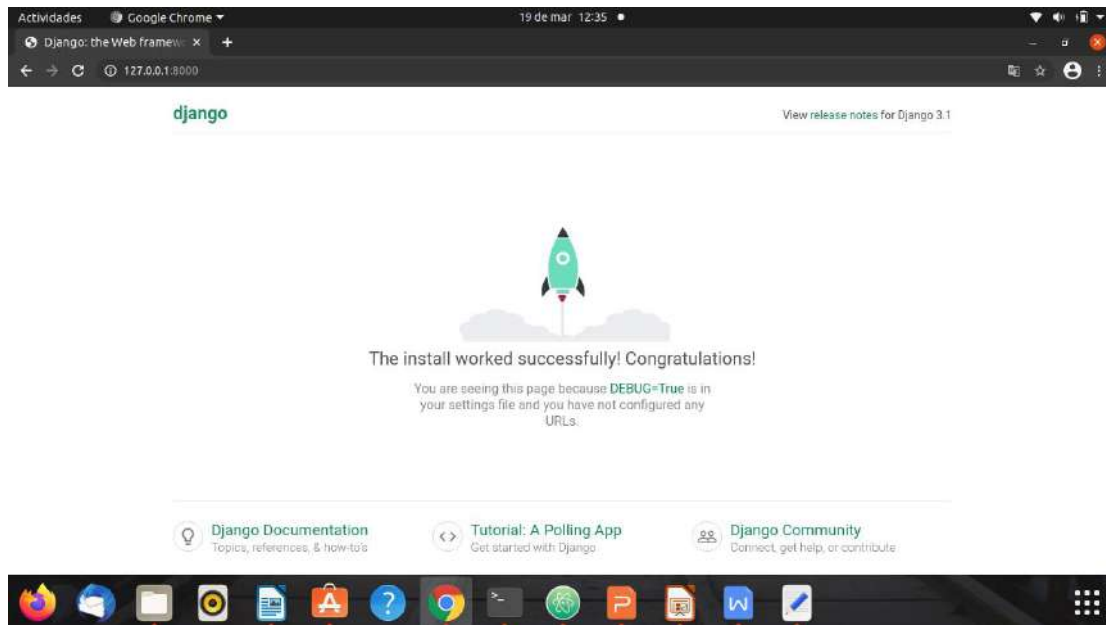 Actividades Google Chrome 19 de mar 12:35
Django: the Web framew
127.0.0.1:8000
django View release notes for Django 3.1
The install worked successfully! Congratulations!
You are seeing this page because DEBUG=True is in
your settings file and you have not configured any
URLs.
Django Documentation Tutorial: A Polling App Django Community
Topics, references, & how-to's Get started with Django Connect, get help, or contribute